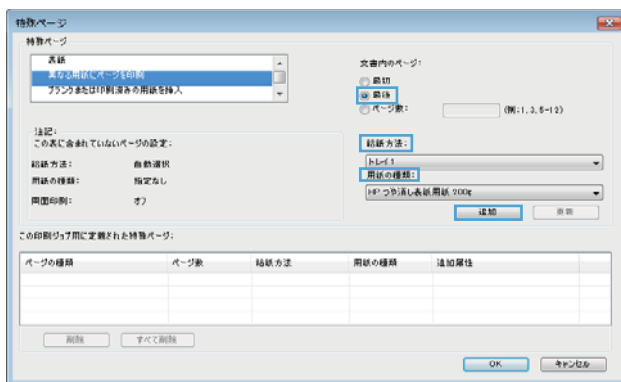 特殊ページ
特殊ページ
表紙
異なる用紙にページを印刷
ブランクまたは印刷済みの用紙を挿入
文書内のページ:
最初
最後
ページ数:
(例:1,3,5-12)
注記:
この表に含まれていないページの設定:
給紙方法: 自動選択
用紙の種類: 指定なし
両面印刷: オフ
給紙方法:
トレイ1
用紙の種類:
HP つや消し表紙用紙 200g
追加 更新
この印刷ジョブ用に定義された特殊ページ:
ページの種類 ページ数 給紙方法 用紙の種類 追加属性
削除 すべて削除
OK キャンセル